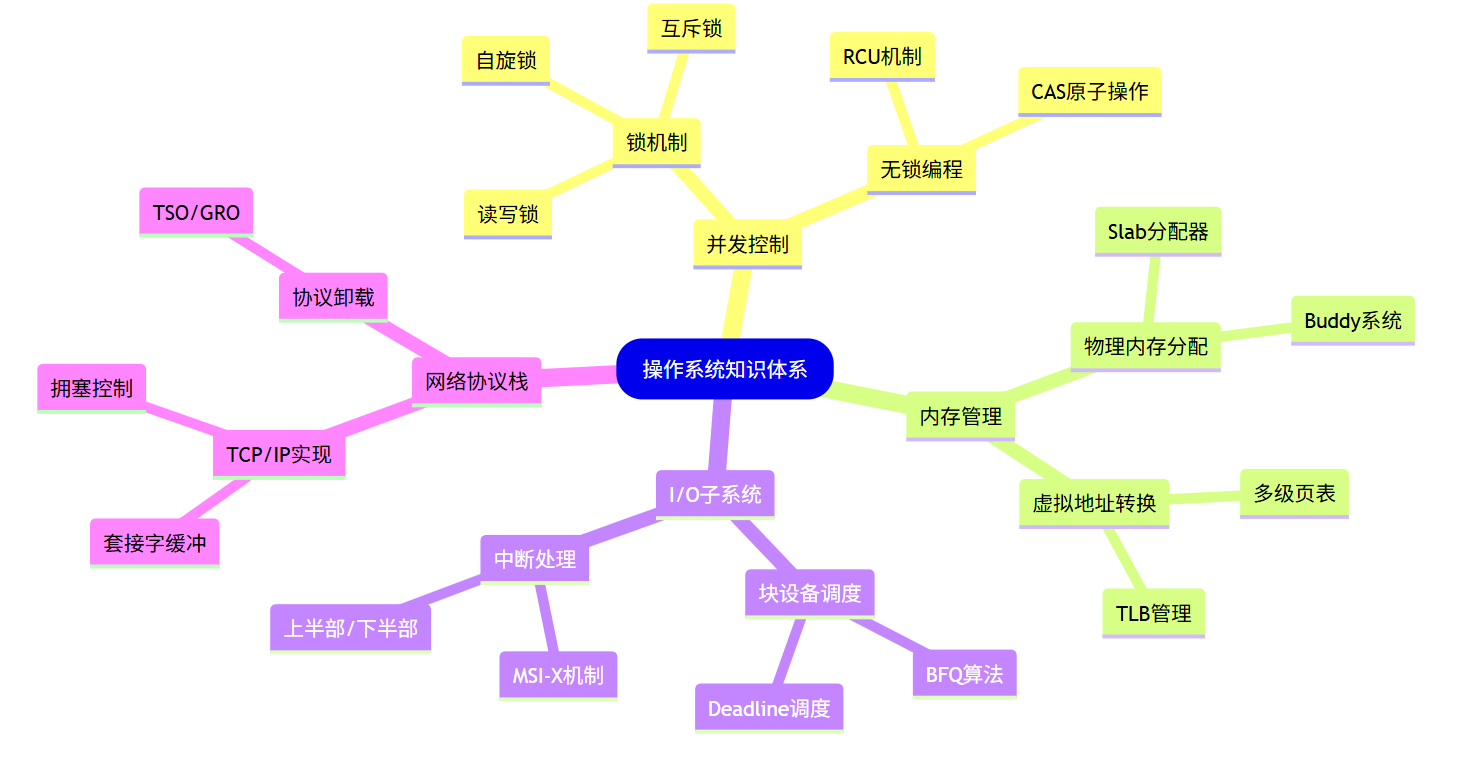 互斥锁
自旋锁
RCU机制
CAS原子操作
锁机制
无锁编程
读写锁
TSO/GRO
并发控制
Slab分配器
协议卸载
Buddy系统
物理内存分配
操作系统知识体系
网络协议栈
拥塞控制
内存管理
TCP/IP实现
I/O子系统
多级页表
虚拟地址转换
套接字缓冲
中断处理
块设备调度
TLB管理
上半部/下半部
MSI-X机制
BFQ算法
Deadline调度